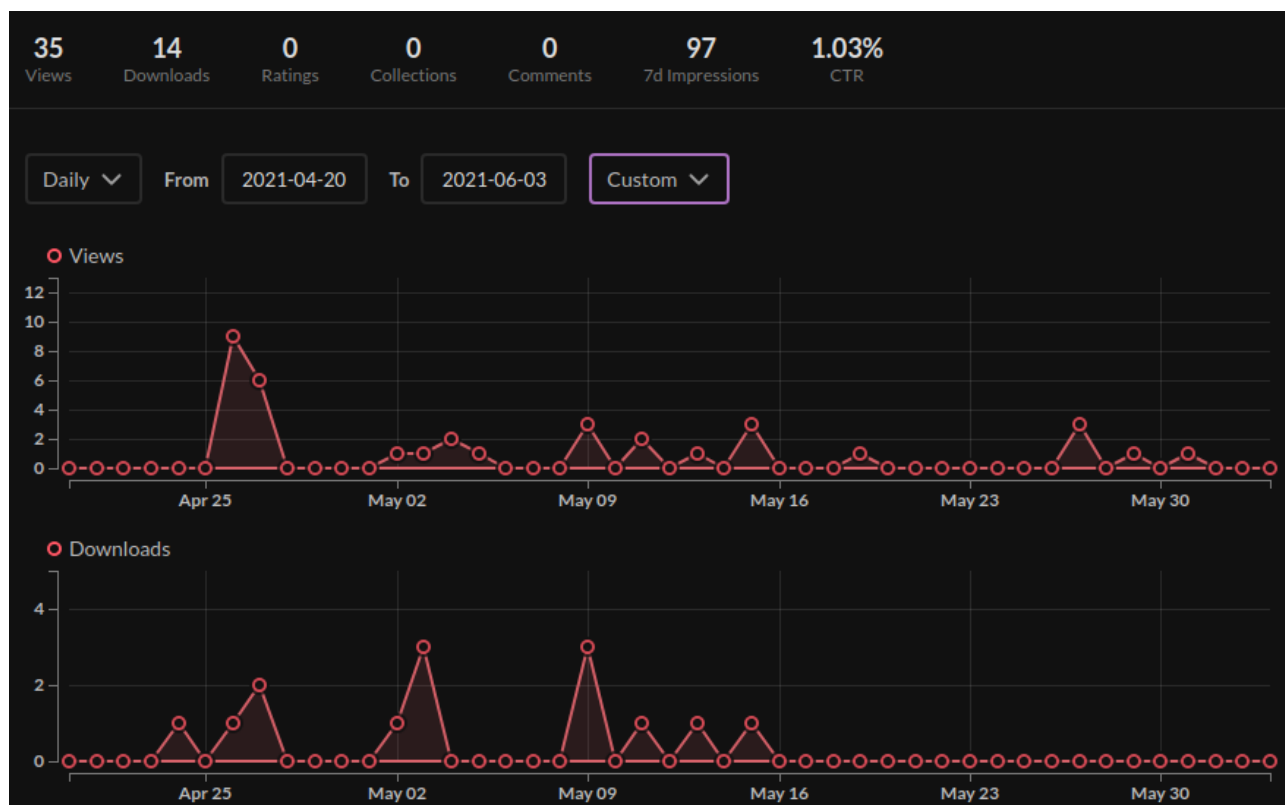 35 14 0 0 0 97 1.03%
Views Downloads Ratings Collections Comments 7d Impressions CTR
Daily From 2021-04-20 To 2021-06-03 Custom
Views
12
10
8
6
4
2
0
Apr 25 May 02 May 09 May 16 May 23 May 30
Downloads
4
2
0
Apr 25 May 02 May 09 May 16 May 23 May 30